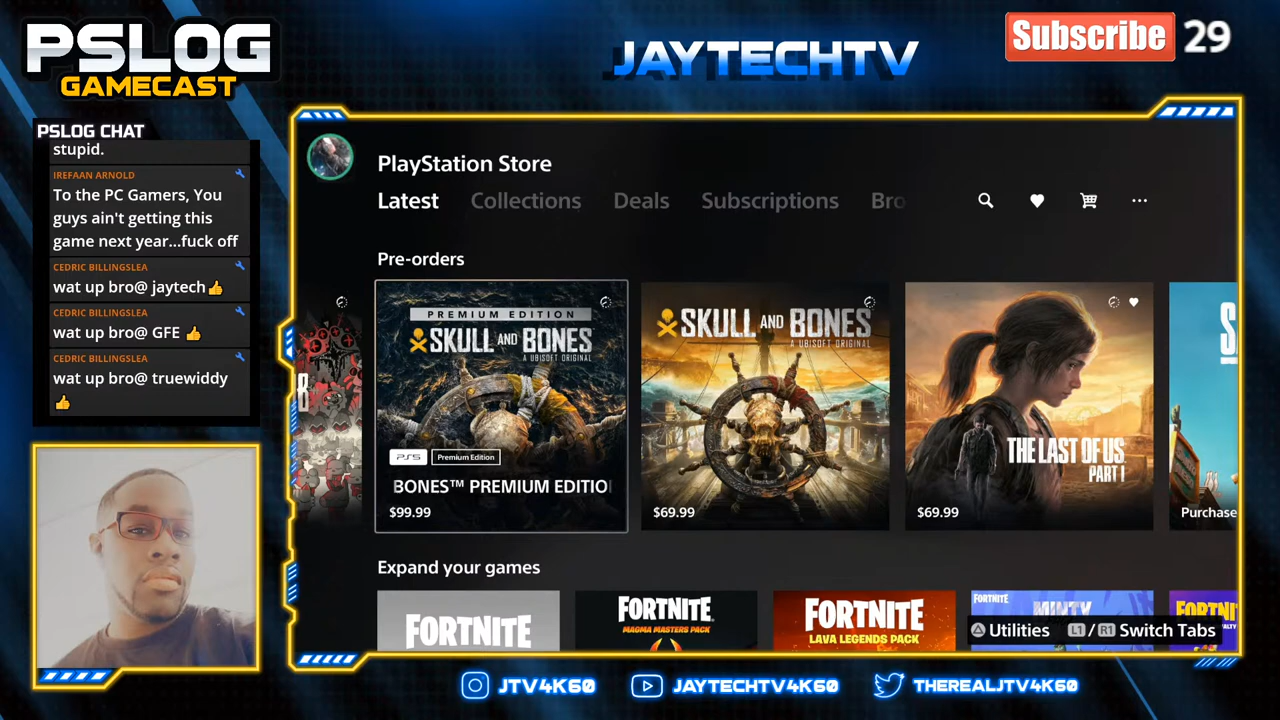 PSLOG
GAMECAST
JAYTECHTV
Subscribe 29
PSLOG CHAT
stupid.
IREFAAN ARNOLD
To the PC Gamers, You
guys ain't getting this
game next year...fuck off
CEDRIC BILLINGSLEA
wat up bro@ jaytech👍
CEDRIC BILLINGSLEA
wat up bro@ GFE 👍
CEDRIC BILLINGSLEA
wat up bro@ truewiddy
👍
PlayStation Store
Latest Collections Deals Subscriptions Bro
Pre-orders
PREMIUM EDITION
SKULL AND BONES
A UBISOFT ORIGINAL
PS5 Premium Edition
BONES™ PREMIUM EDITIO
$99.99
SKULL AND BONES
A UBISOFT ORIGINAL
$69.99
THE LAST OF US
PART I
$69.99
Purchase
Expand your games
FORTNITE
FORTNITE
MAGMA MASTERS PACK
FORTNITE
LAVA LEGENDS PACK
FORTNITE
MINTY
FORTNI
Utilities L1 / R1 Switch Tabs
JTV4K60
JAYTECHTV4K60
THEREALJTV4K60